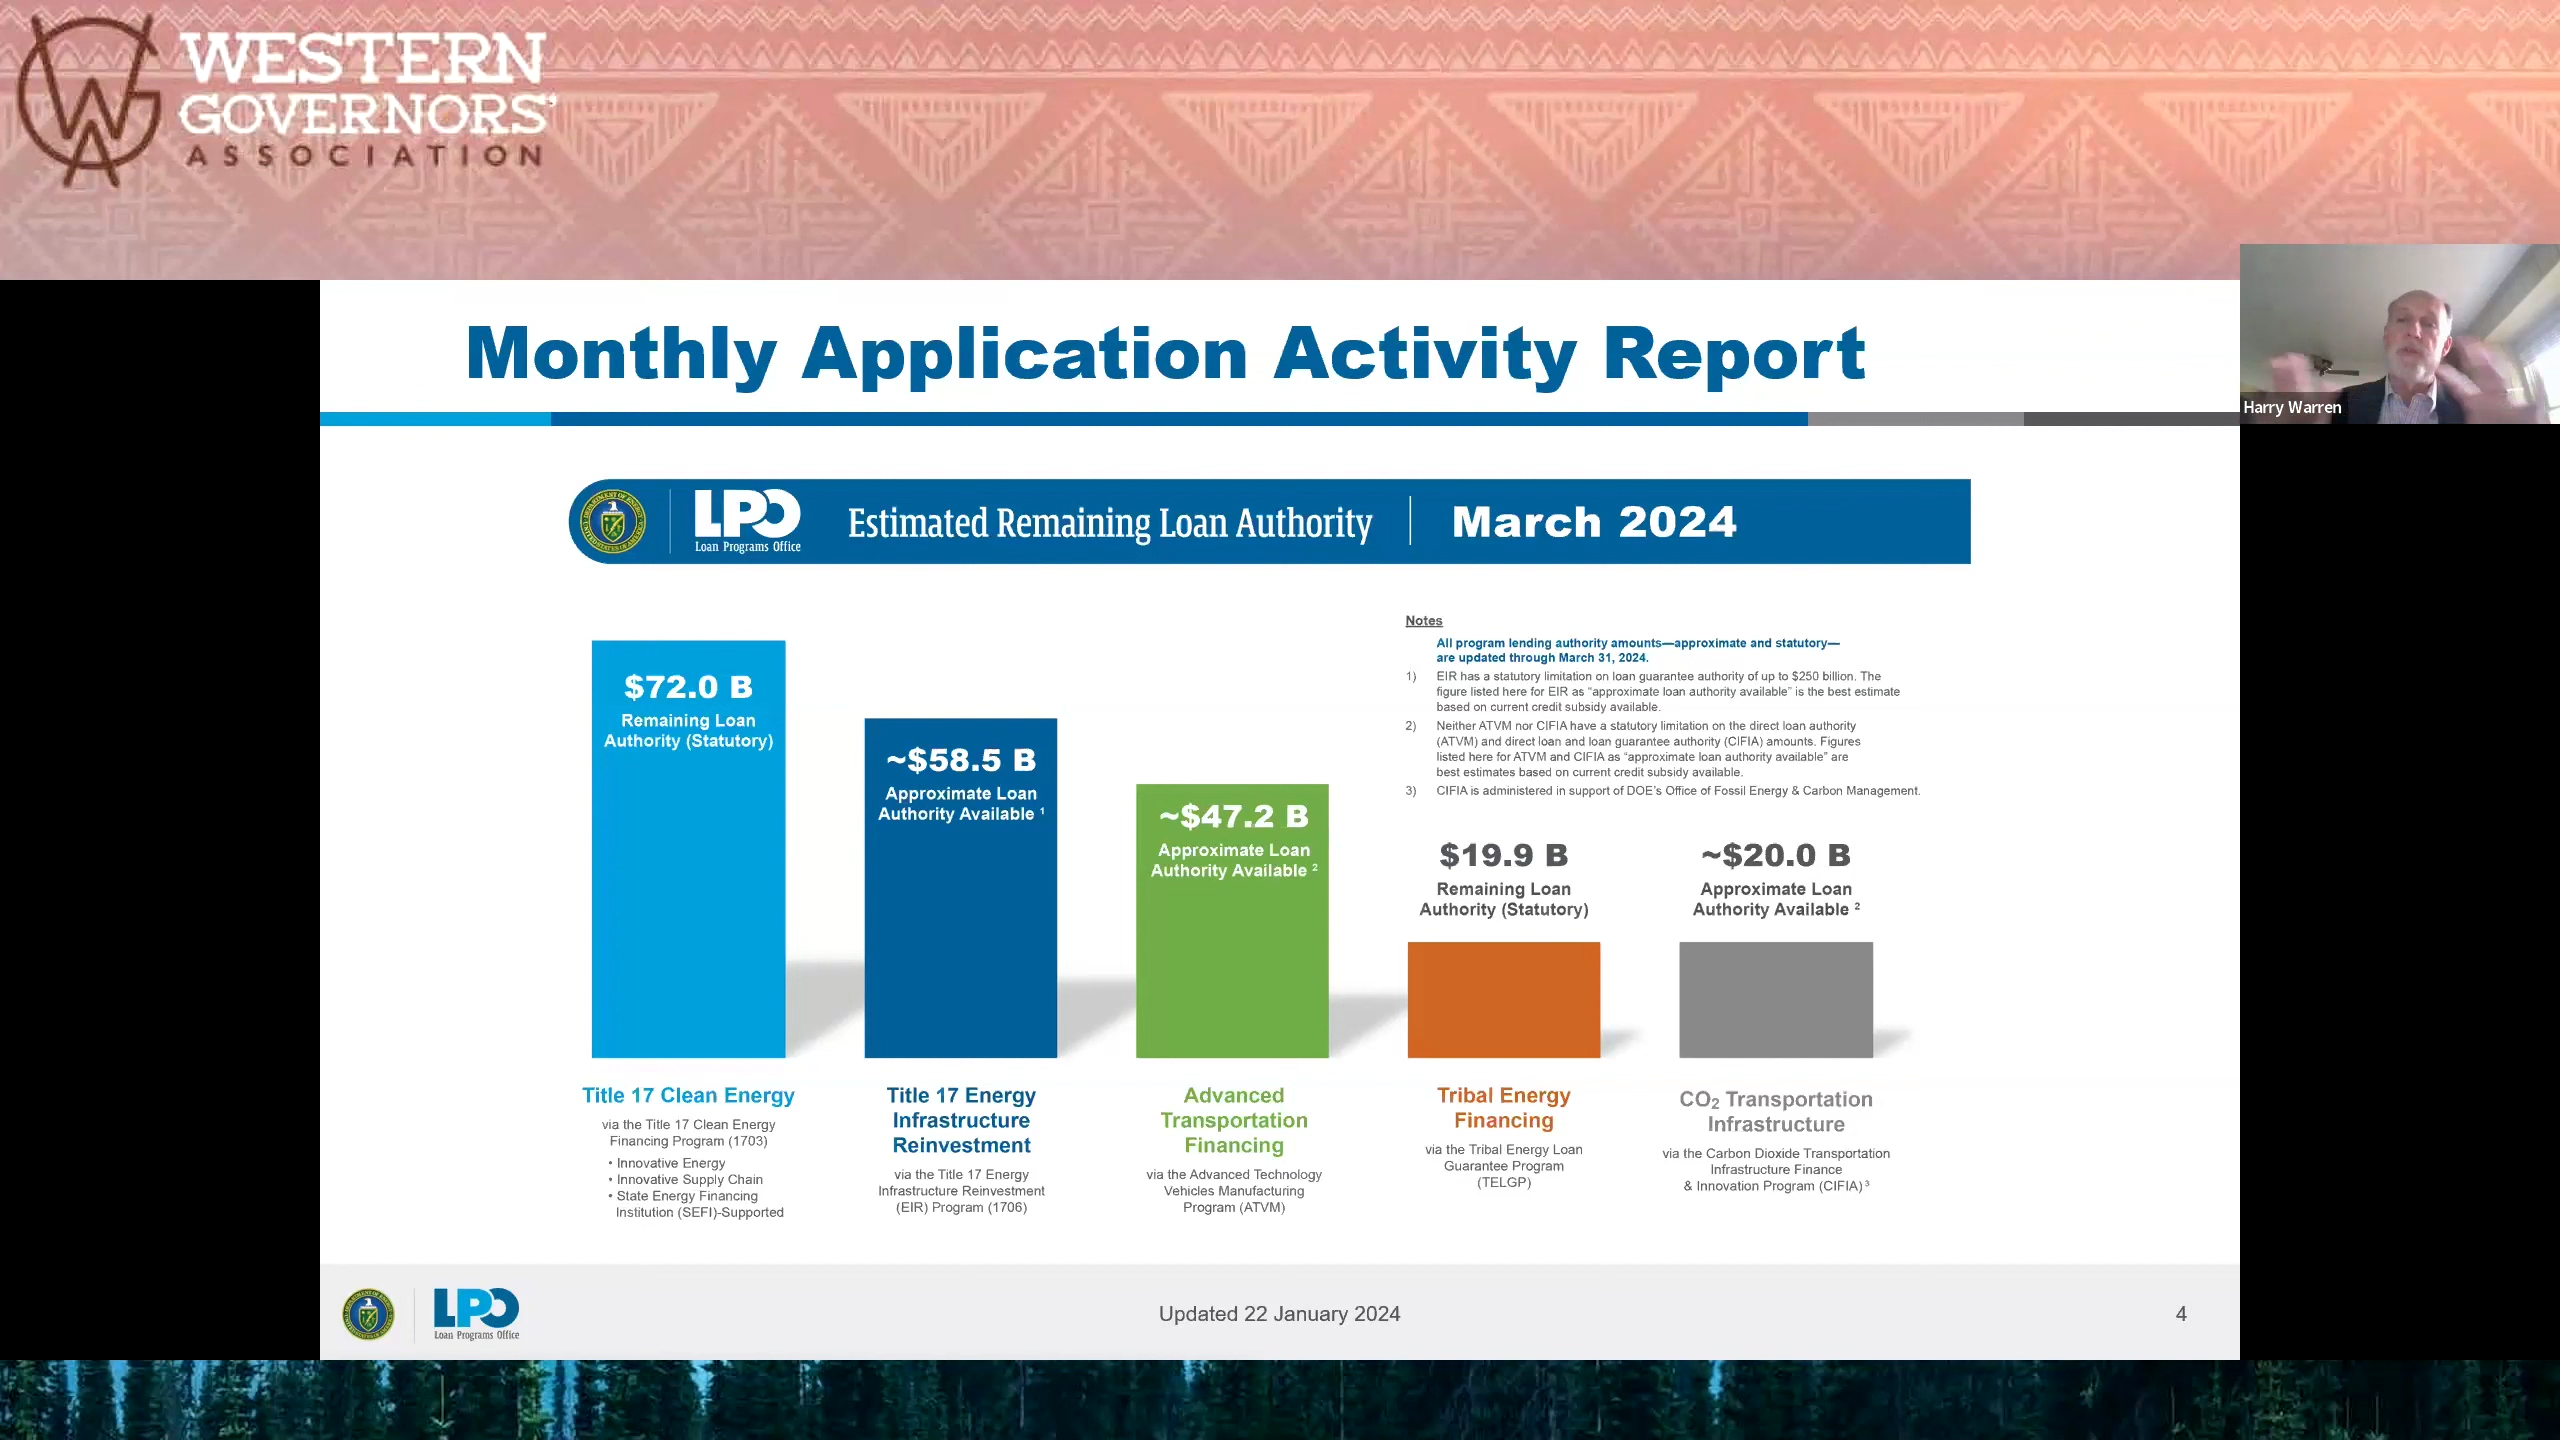 WESTERN
GOVERNORS'
ASSOCIATION
Monthly Application Activity Report
Harry Warren
LPO
Loan Programs Office
Estimated Remaining Loan Authority
March 2024
Notes
All program lending authority amounts—approximate and statutory—
are updated through March 31, 2024.
1) EIR has a statutory limitation on loan guarantee authority of up to $250 billion. The
figure listed here for EIR as “approximate loan authority available” is the best estimate
based on current credit subsidy available.
2) Neither ATVM nor CIFIA have a statutory limitation on the direct loan authority
(ATVM) and direct loan and loan guarantee authority (CIFIA) amounts. Figures
listed here for ATVM and CIFIA as “approximate loan authority available” are
best estimates based on current credit subsidy available.
3) CIFIA is administered in support of DOE’s Office of Fossil Energy & Carbon Management.
$72.0 B
Remaining Loan
Authority (Statutory)
~$58.5 B
Approximate Loan
Authority Available 1
~$47.2 B
Approximate Loan
Authority Available 2
$19.9 B
Remaining Loan
Authority (Statutory)
~$20.0 B
Approximate Loan
Authority Available 2
Title 17 Clean Energy
via the Title 17 Clean Energy
Financing Program (1703)
• Innovative Energy
• Innovative Supply Chain
• State Energy Financing
Institution (SEFI)-Supported
Title 17 Energy
Infrastructure
Reinvestment
via the Title 17 Energy
Infrastructure Reinvestment
(EIR) Program (1706)
Advanced
Transportation
Financing
via the Advanced Technology
Vehicles Manufacturing
Program (ATVM)
Tribal Energy
Financing
via the Tribal Energy Loan
Guarantee Program
(TELGP)
CO2 Transportation
Infrastructure
via the Carbon Dioxide Transportation
Infrastructure Finance
& Innovation Program (CIFIA) 3
LPO
Loan Programs Office
Updated 22 January 2024
4